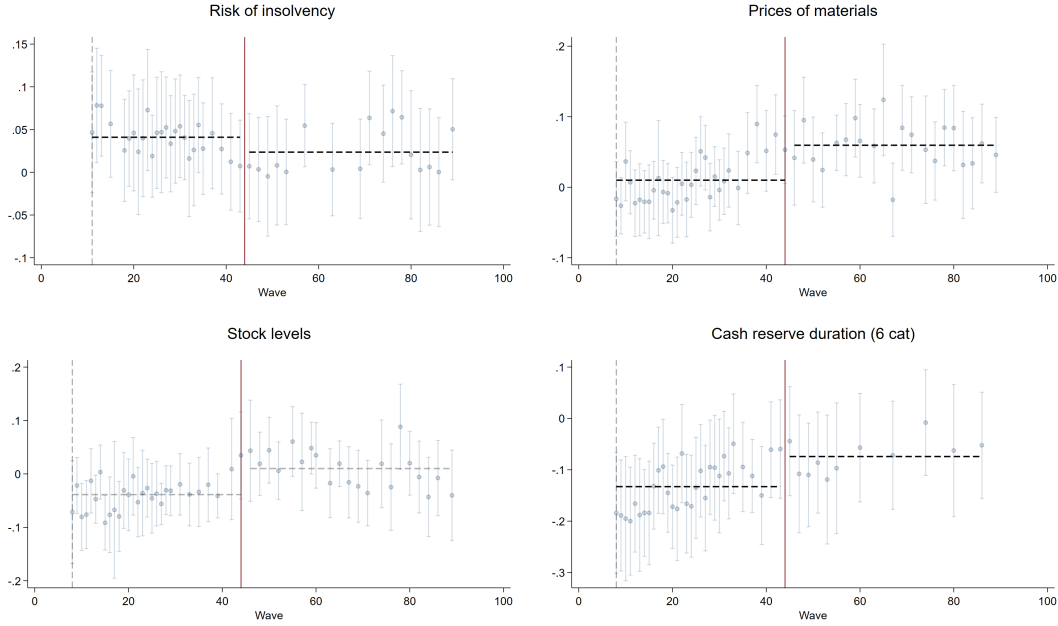 Risk of insolvency
.15
.1
.05
0
-.05
-.1
0 20 40 60 80 100
Wave
Prices of materials
.2
.1
0
-.1
0 20 40 60 80 100
Wave
Stock levels
.2
.1
0
-.1
-.2
0 20 40 60 80 100
Wave
Cash reserve duration (6 cat)
.1
0
-.1
-.2
-.3
0 20 40 60 80 100
Wave